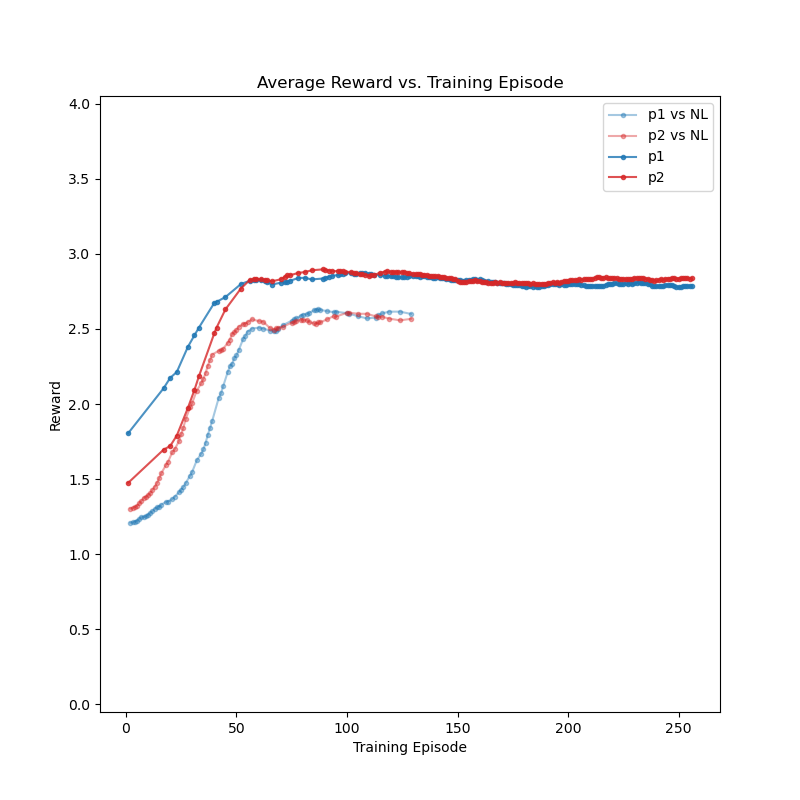 Average Reward vs. Training Episode
p1 vs NL
p2 vs NL
p1
p2
4.0
3.5
3.0
2.5
2.0
1.5
1.0
0.5
0.0
Reward
0 50 100 150 200 250
Training Episode